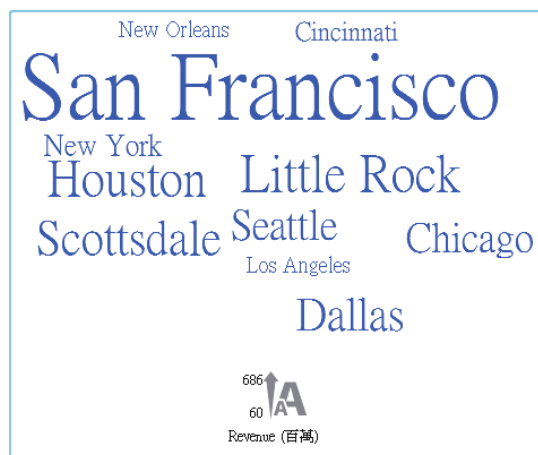 New Orleans
Cincinnati
San Francisco
New York
Houston
Little Rock
Scottsdale
Seattle
Chicago
Los Angeles
Dallas
686
60
Revenue (百萬)